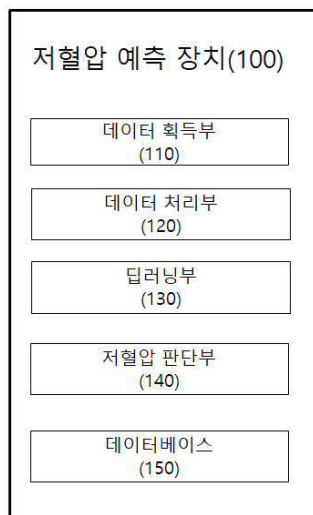 저혈압 예측 장치(100)
데이터 획득부
(110)
데이터 처리부
(120)
딥러닝부
(130)
저혈압 판단부
(140)
데이터베이스
(150)